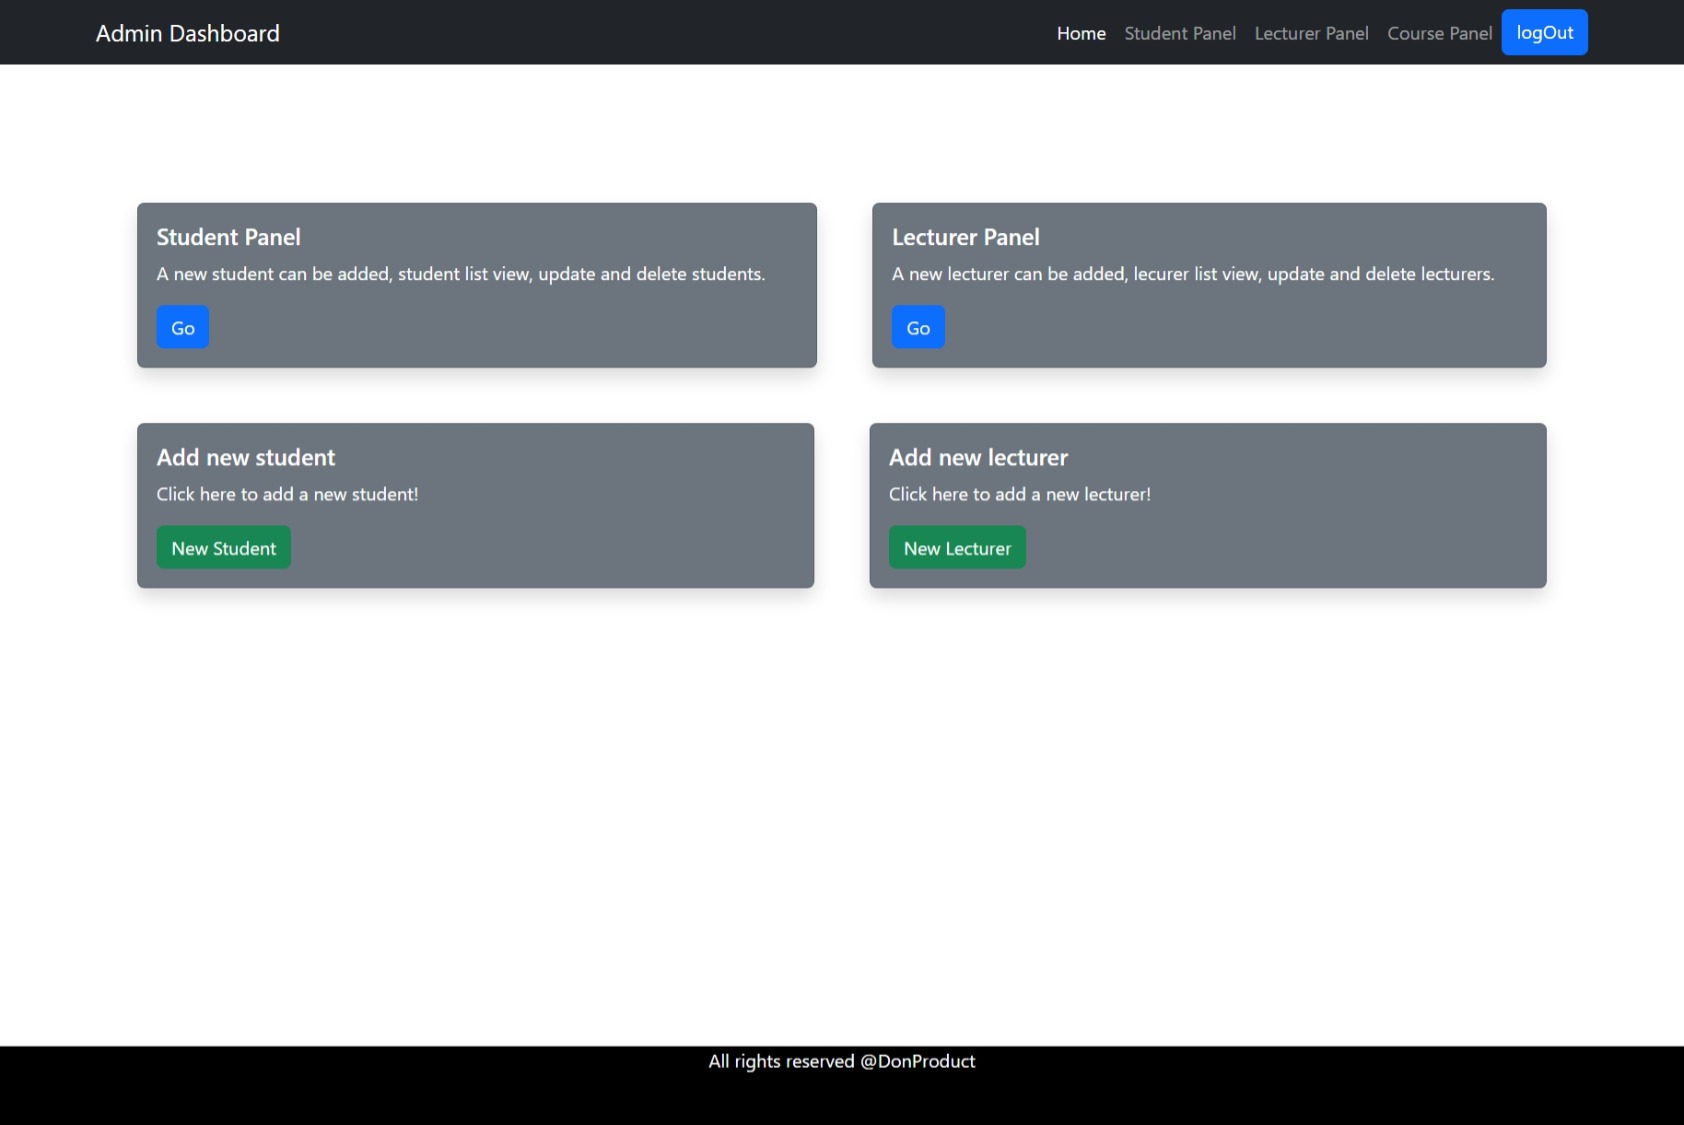 Admin Dashboard
Home Student Panel Lecturer Panel Course Panel logOut
Student Panel
A new student can be added, student list view, update and delete students.
Go
Lecturer Panel
A new lecturer can be added, lecurer list view, update and delete lecturers.
Go
Add new student
Click here to add a new student!
New Student
Add new lecturer
Click here to add a new lecturer!
New Lecturer
All rights reserved @DonProduct